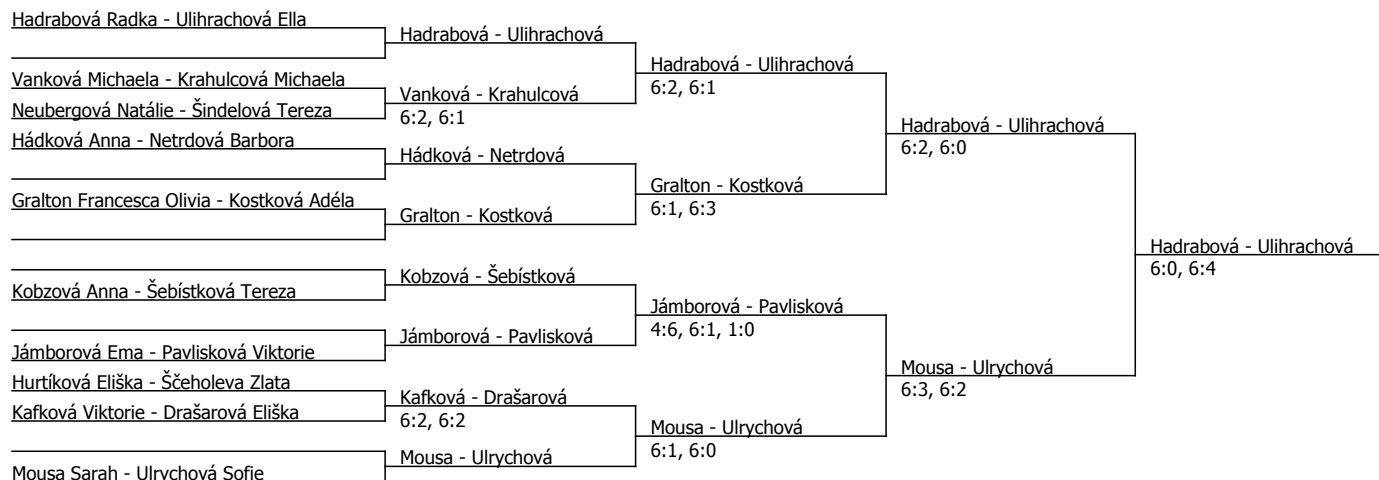 Hadrabová Radka - Ulihrachová Ella
Vanková Michaela - Krahulcová Michaela
Neubergová Natálie - Šindelová Tereza
Hádková Anna - Netrdová Barbora
Gralton Francesca Olivia - Kostková Adéla
Kobzová Anna - Šebístková Tereza
Jámborová Ema - Pavlisková Viktorie
Hurtíková Eliška - Ščeholeva Zlata
Kafková Viktorie - Drašarová Eliška
Mousa Sarah - Ulrychová Sofie
Hadrabová - Ulihrachová
Vanková - Krahulcová
6:2, 6:1
Hádková - Netrdová
Gralton - Kostková
Kobzová - Šebístková
Jámborová - Pavlisková
Kafková - Drašarová
6:2, 6:2
Mousa - Ulrychová
Hadrabová - Ulihrachová
6:2, 6:1
Gralton - Kostková
6:1, 6:3
Jámborová - Pavlisková
4:6, 6:1, 1:0
Mousa - Ulrychová
6:1, 6:0
Hadrabová - Ulihrachová
6:2, 6:0
Mousa - Ulrychová
6:3, 6:2
Hadrabová - Ulihrachová
6:0, 6:4